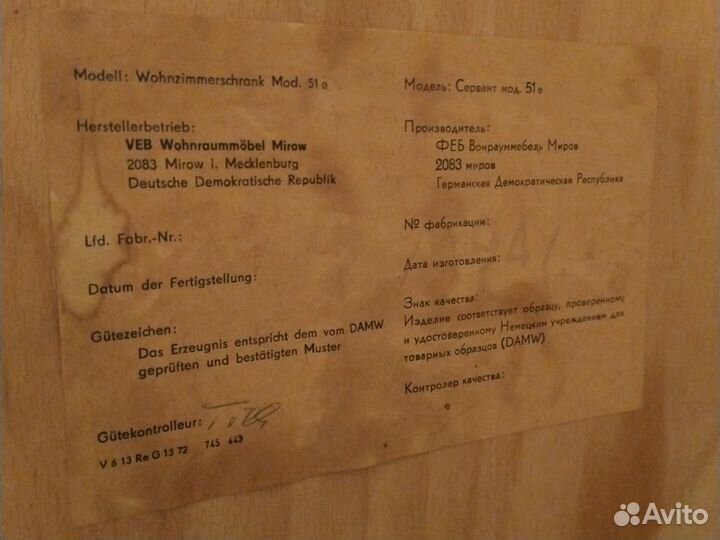 Modell: Wohnzimmerschrank Mod. 51e
Herstellerbetrieb:
VEB Wohnraummöbel Mirow
2083 Mirow i. Mecklenburg
Deutsche Demokratische Republik
Lfd. Fabr.-Nr.:
Datum der Fertigstellung:
Gütezeichen:
Das Erzeugnis entspricht dem vom DAMW
geprüften und bestätigten Muster
Gütekontrolleur:
V 6 13 Re G 13 72 745 443
Модель: Сервант мод. 51е
Производитель:
ФЕБ Вонрауммебель Миров
2083 миров
Германская Демократическая Республика
№ фабрикации:
Дата изготовления:
Знак качества:
Изделие соответствует образцу, проверенному
и удостоверенному Немецким учреждением для
товарных образцов (DAMW)
Контролер качества:
Avito